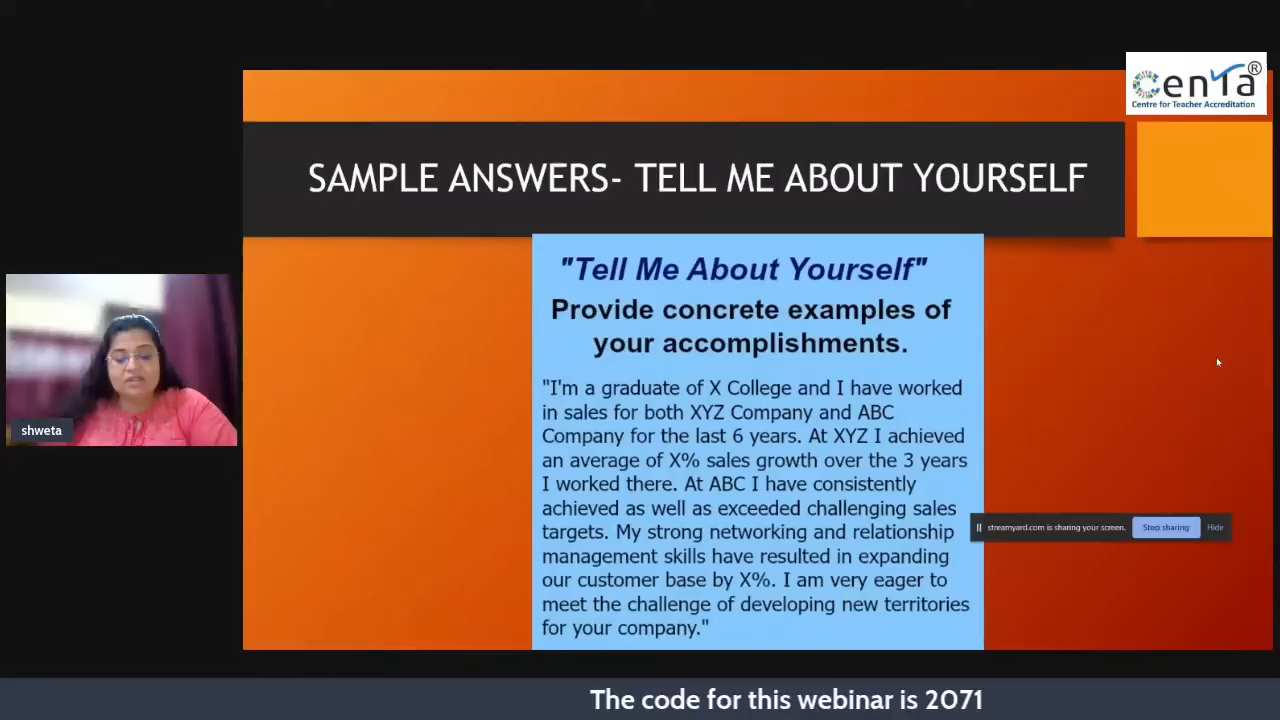 CENTA®
Centre for Teacher Accreditation
SAMPLE ANSWERS- TELL ME ABOUT YOURSELF
"Tell Me About Yourself"
Provide concrete examples of
your accomplishments.
"I'm a graduate of X College and I have worked
in sales for both XYZ Company and ABC
Company for the last 6 years. At XYZ I achieved
an average of X% sales growth over the 3 years
I worked there. At ABC I have consistently
achieved as well as exceeded challenging sales
targets. My strong networking and relationship
management skills have resulted in expanding
our customer base by X%. I am very eager to
meet the challenge of developing new territories
for your company."
shweta
streamyard.com is sharing your screen. Stop sharing Hide
The code for this webinar is 2071